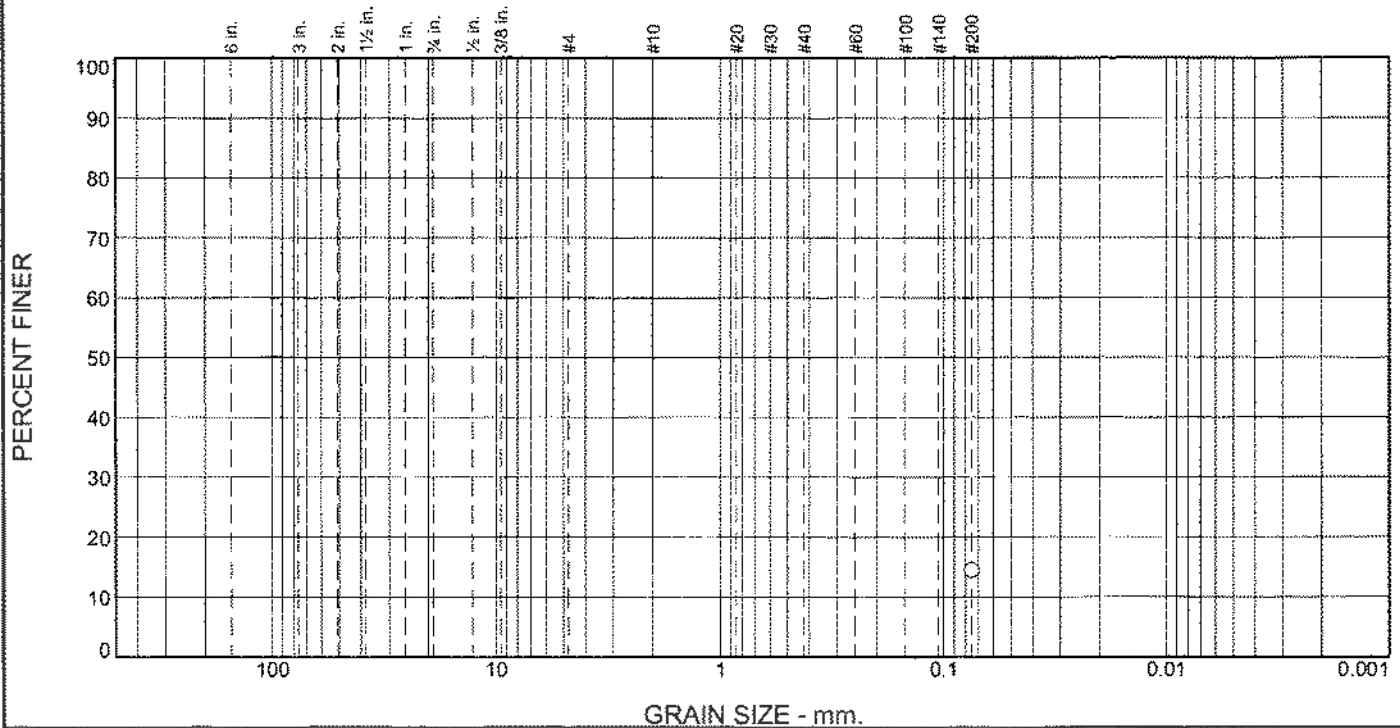 6 in. 3 in. 2 in. 1½ in. 1 in. ¾ in. ½ in. 3/8 in. #4 #10 #20 #30 #40 #60 #100 #140 #200
100
90
80
70
60
50
40
30
20
10
0
PERCENT FINER
100 10 1 0.1 0.01 0.001
GRAIN SIZE - mm.